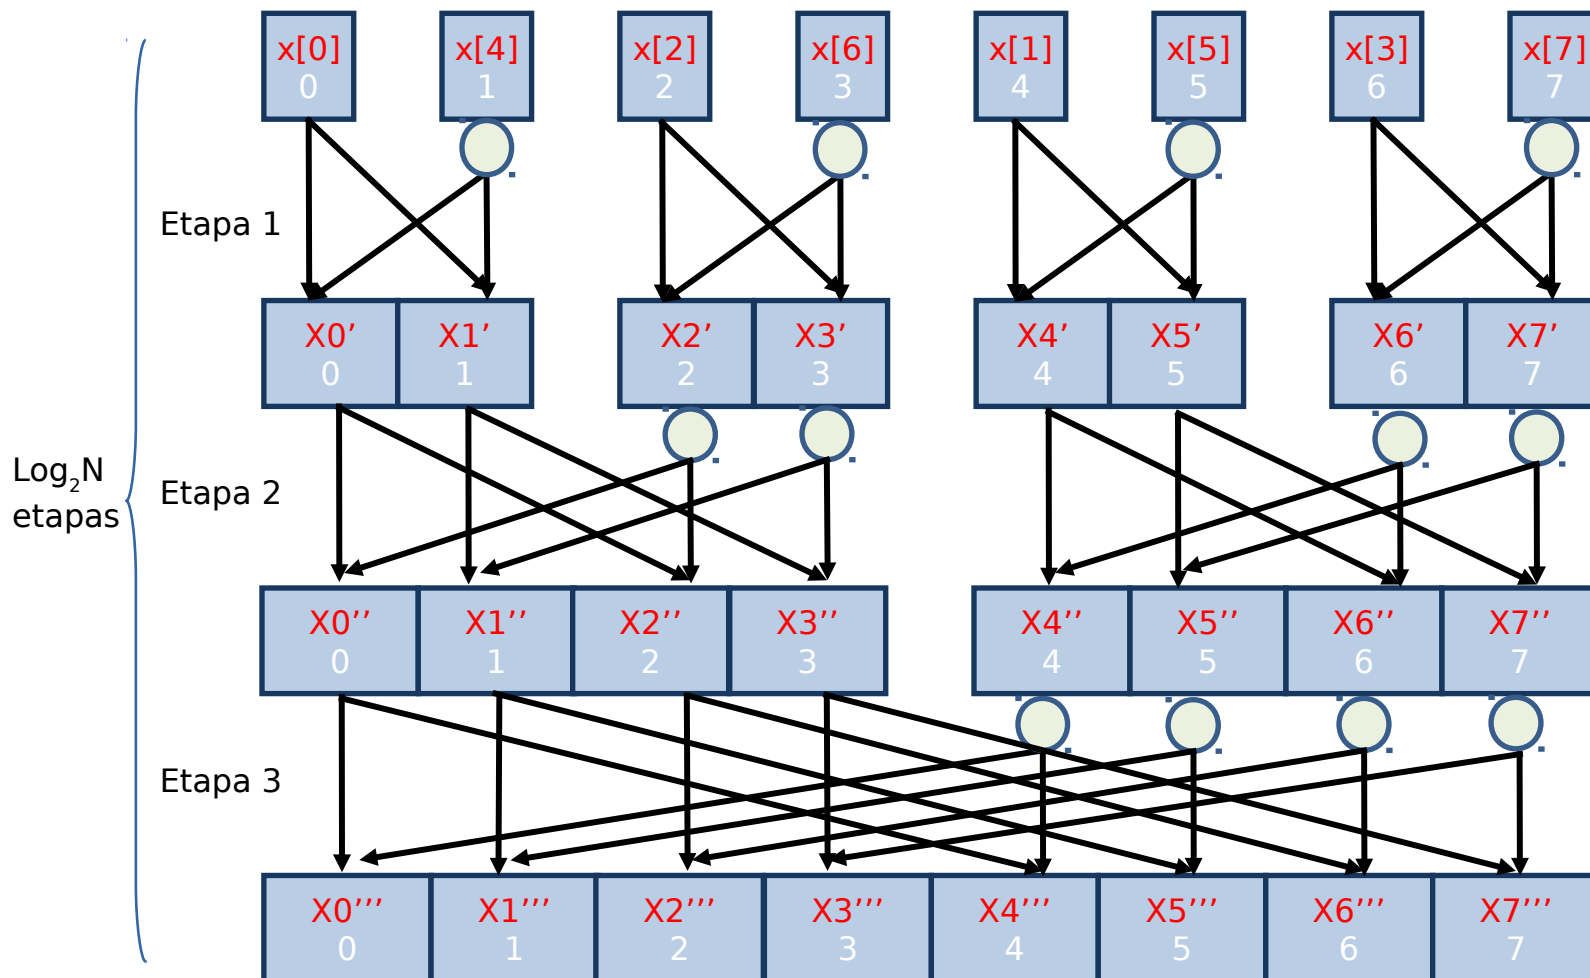 x[0] x[4] x[2] x[6] x[1] x[5] x[3] x[7]
0 1 2 3 4 5 6 7
Etapa 1
X0’ X1’ X2’ X3’ X4’ X5’ X6’ X7’
0 1 2 3 4 5 6 7
Log₂N
etapas
Etapa 2
X0’’ X1’’ X2’’ X3’’ X4’’ X5’’ X6’’ X7’’
0 1 2 3 4 5 6 7
Etapa 3
X0’’’ X1’’’ X2’’’ X3’’’ X4’’’ X5’’’ X6’’’ X7’’’
0 1 2 3 4 5 6 7